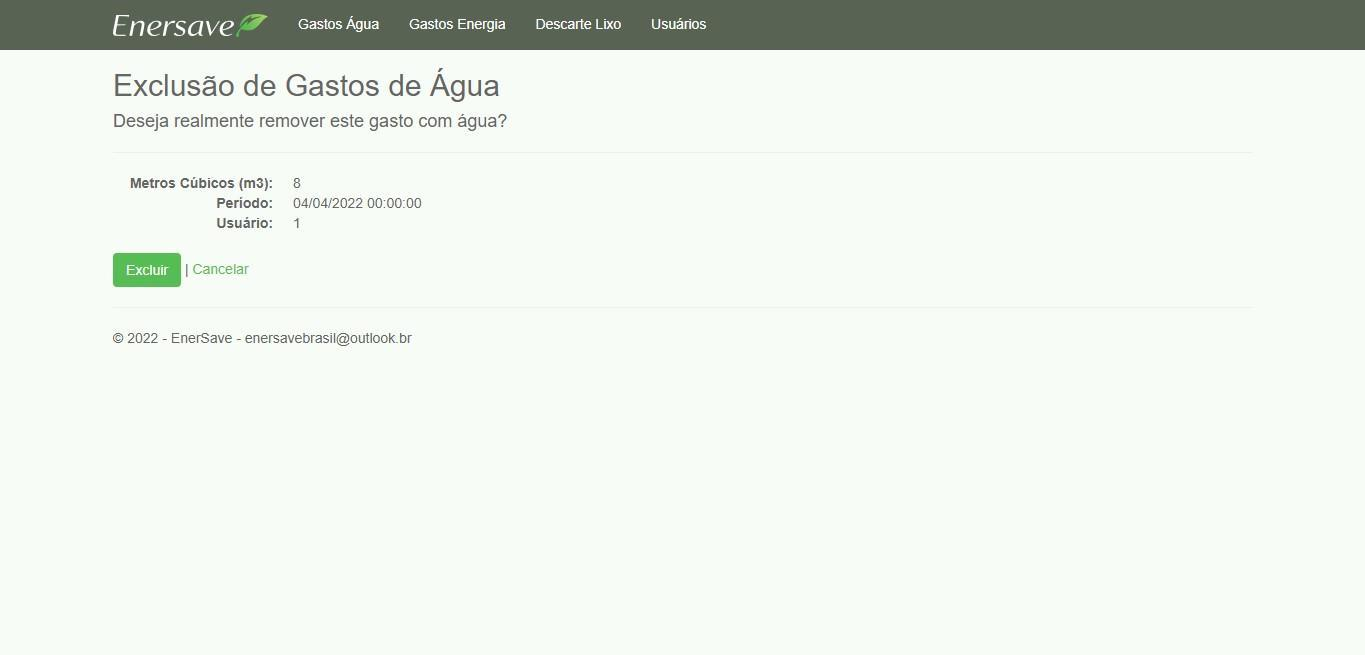 Enersave Gastos Água Gastos Energia Descarte Lixo Usuários
Exclusão de Gastos de Água
Deseja realmente remover este gasto com água?
Metros Cúbicos (m3): 8
Periodo: 04/04/2022 00:00:00
Usuário: 1
Excluir | Cancelar
© 2022 - EnerSave - enersavebrasil@outlook.br